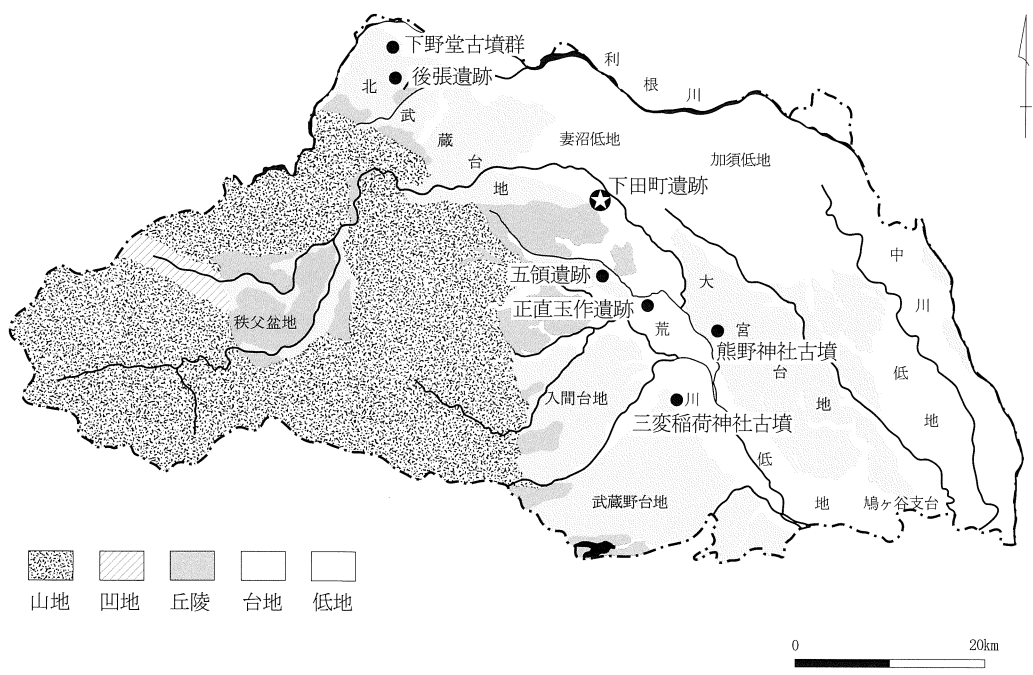 下野堂古墳群
後張遺跡
利根川
北武蔵台地
妻沼低地
加須低地
下田町遺跡
中川低地
五領遺跡
正直玉作遺跡
大宮台地
荒川低地
熊野神社古墳
秩父盆地
入間台地
三変稲荷神社古墳
武蔵野台地
鳩ヶ谷支台
山地
凹地
丘陵
台地
低地
0
20km